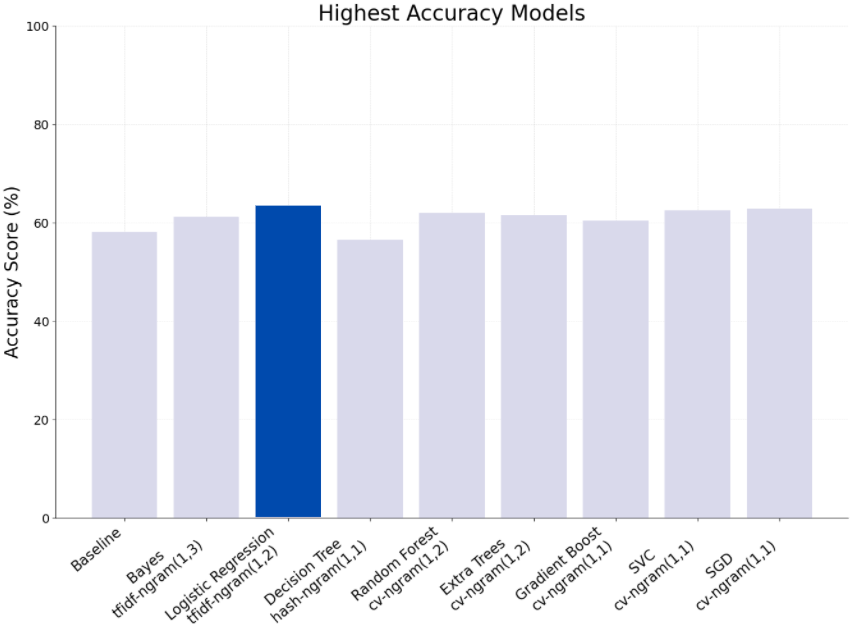 Highest Accuracy Models
Accuracy Score (%)
100
80
60
40
20
0
Baseline
Bayes
tfidf-ngram(1,3)
Logistic Regression
tfidf-ngram(1,2)
Decision Tree
hash-ngram(1,1)
Random Forest
cv-ngram(1,2)
Extra Trees
cv-ngram(1,2)
Gradient Boost
cv-ngram(1,1)
SVC
cv-ngram(1,1)
SGD
cv-ngram(1,1)